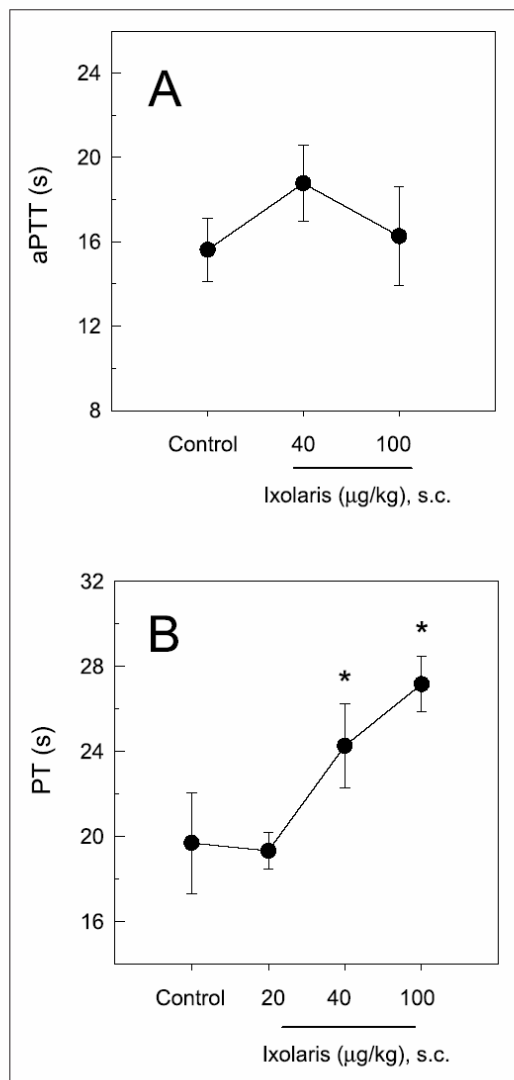 A
24
20
16
12
8
aPTT (s)
Control 40 100
Ixolaris (μg/kg), s.c.
B
32
28
24
20
16
PT (s)
*
*
Control 20 40 100
Ixolaris (μg/kg), s.c.